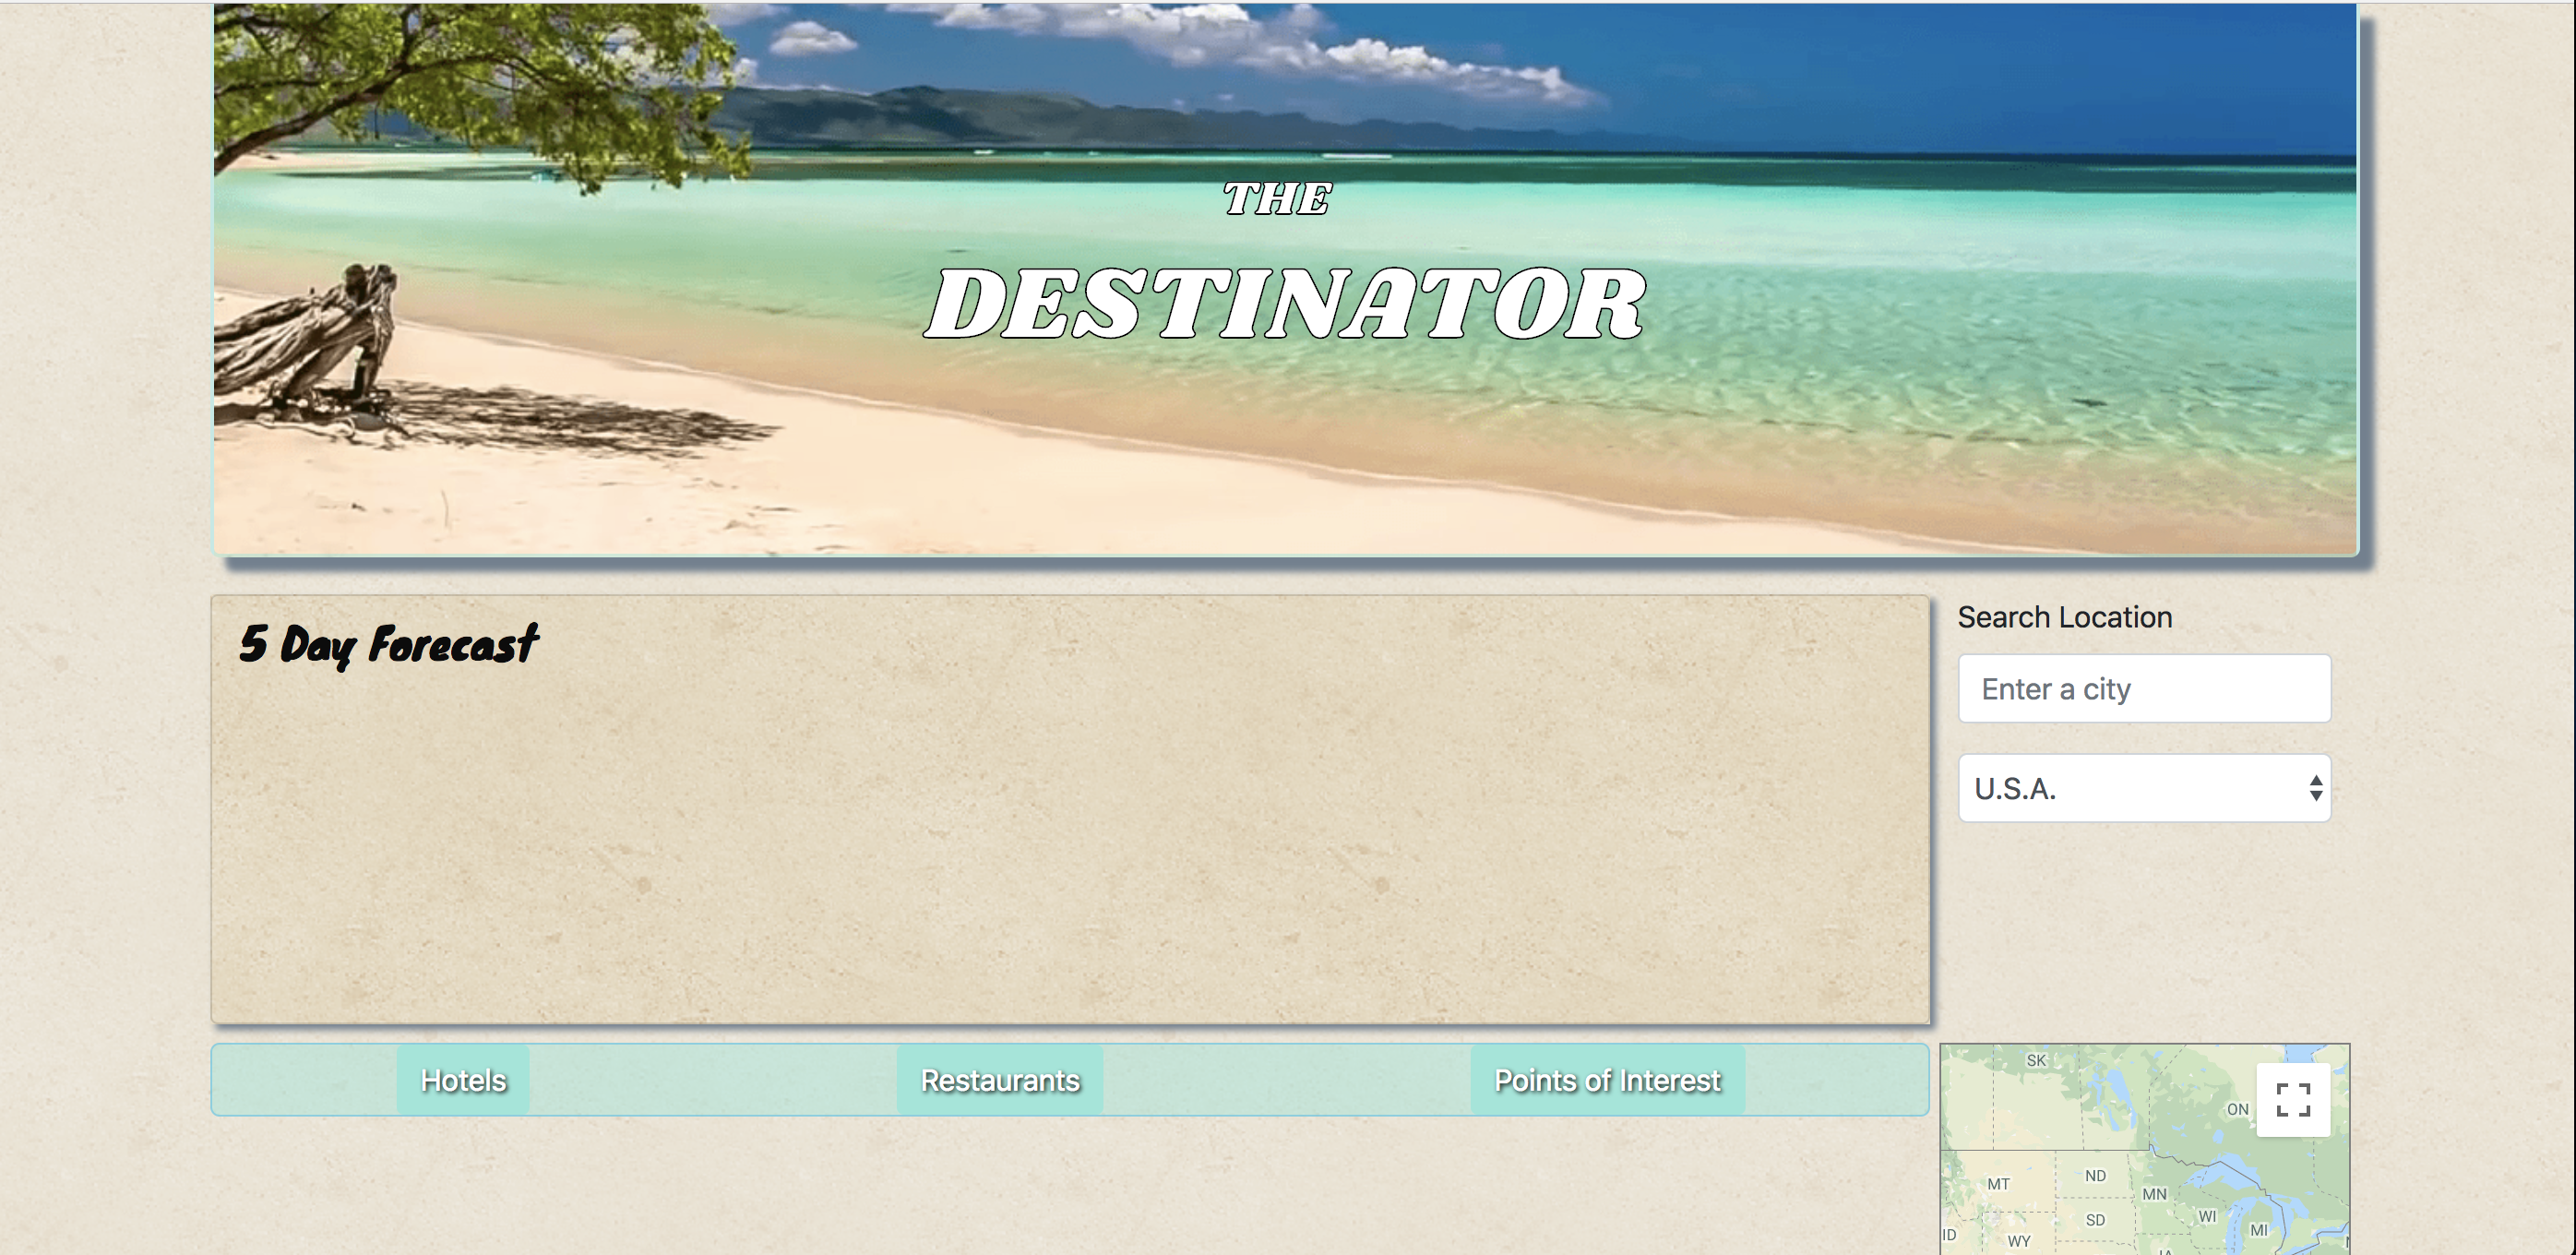 THE
DESTINATOR
5 Day Forecast
Search Location
Enter a city
U.S.A.
Hotels
Restaurants
Points of Interest
SK
ON
MT
ND
MN
ID
SD
WI
MI
WY
IA